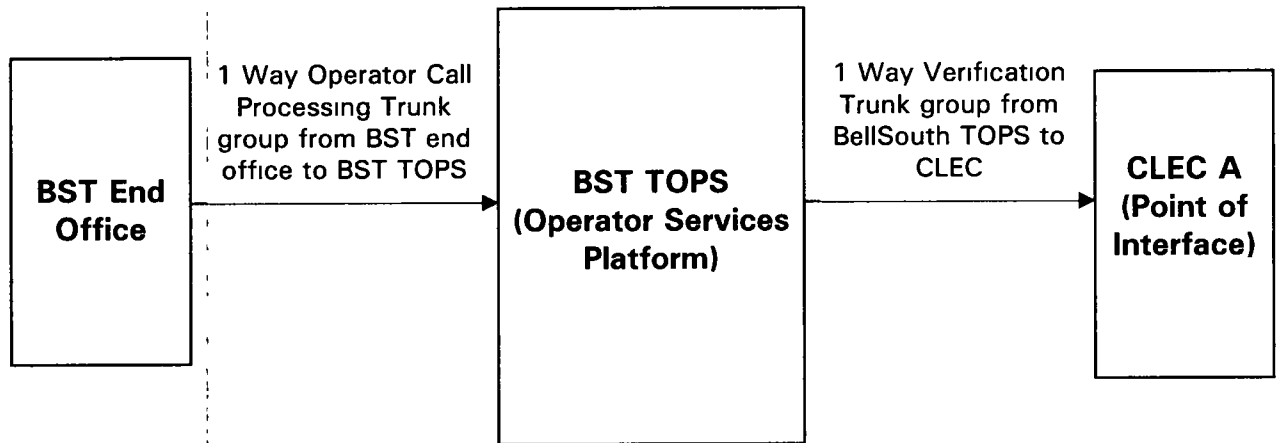 BST End
Office
1 Way Operator Call
Processing Trunk
group from BST end
office to BST TOPS
BST TOPS
(Operator Services
Platform)
1 Way Verification
Trunk group from
BellSouth TOPS to
CLEC
CLEC A
(Point of
Interface)